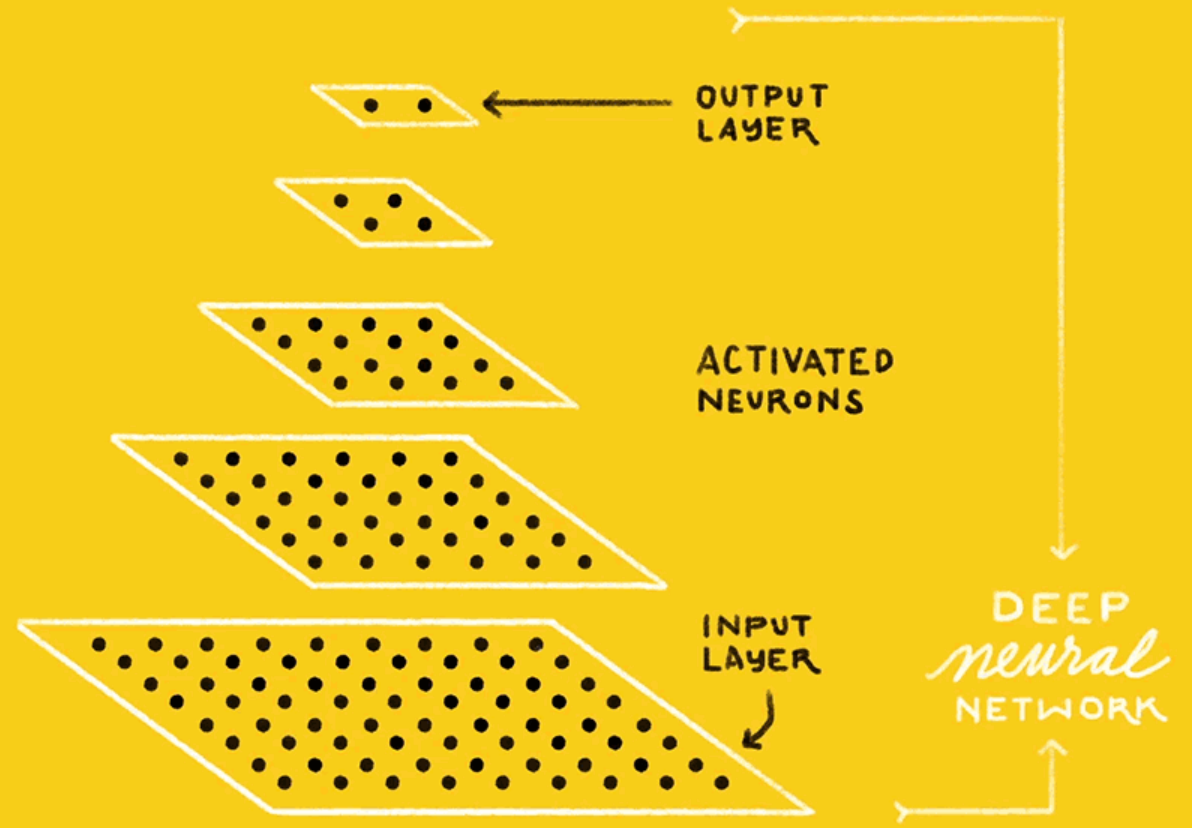 OUTPUT
LAYER
ACTIVATED
NEURONS
INPUT
LAYER
DEEP
neural
NETWORK